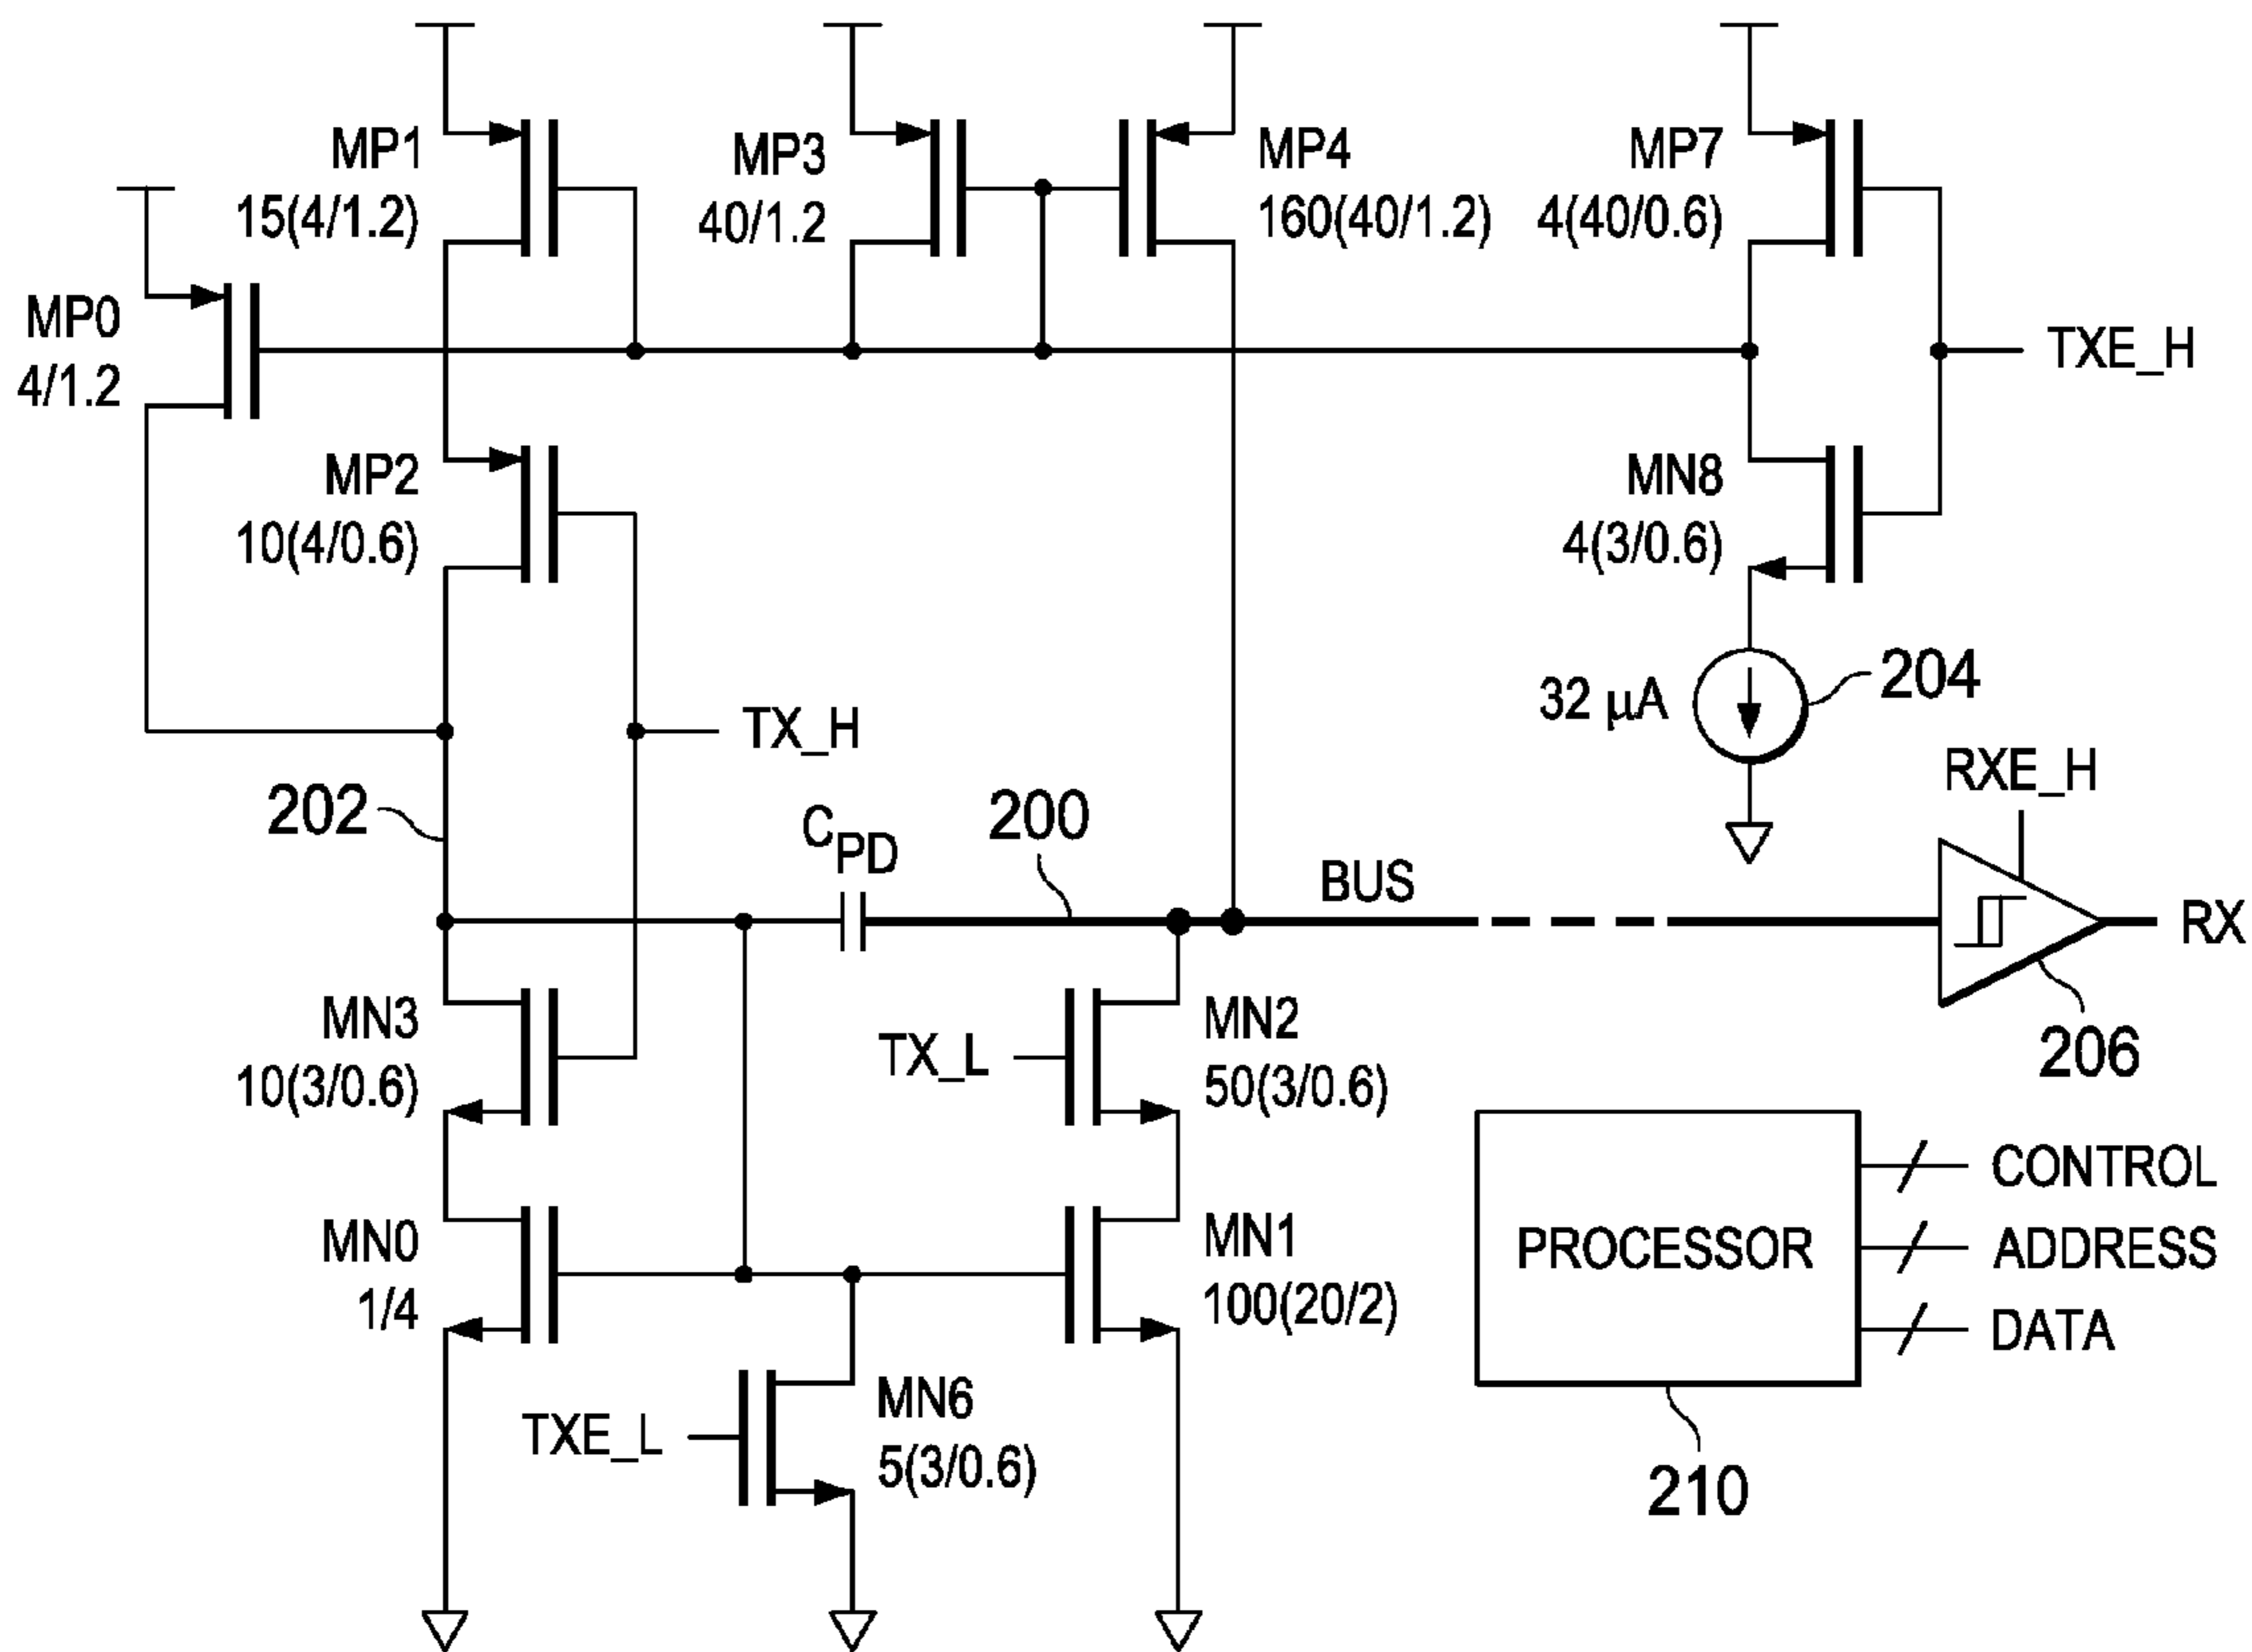 MP1
15(4/1.2)
MP3
40/1.2
MP4
160(40/1.2)
MP7
4(40/0.6)
MP0
4/1.2
TXE_H
MP2
10(4/0.6)
MN8
4(3/0.6)
TX_H
32 µA
204
RXE_H
202
CPD
200
BUS
RX
MN3
10(3/0.6)
TX_L
MN2
50(3/0.6)
206
MN0
1/4
MN1
100(20/2)
PROCESSOR
CONTROL
ADDRESS
DATA
TXE_L
MN6
5(3/0.6)
210